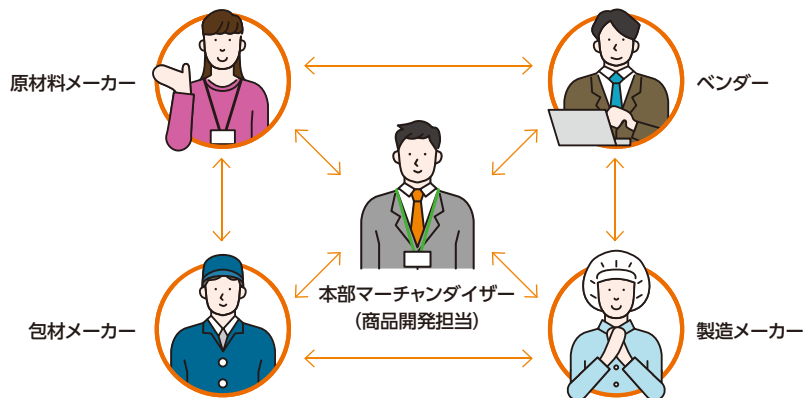 原材料メーカー
ベンダー
本部マーチャンダイザー
(商品開発担当)
包材メーカー
製造メーカー